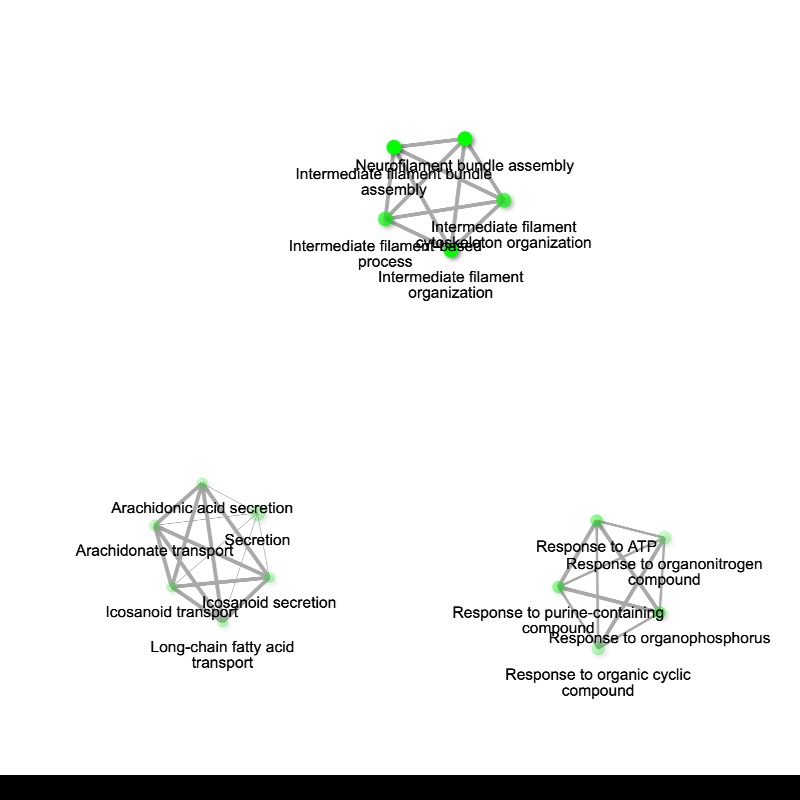 Neurofilament bundle assembly
Intermediate filament bundle
assembly
Intermediate filament
cytoskeleton organization
Intermediate filament-based
process
Intermediate filament
organization
Arachidonic acid secretion
Secretion
Arachidonate transport
Icosanoid secretion
Icosanoid transport
Long-chain fatty acid
transport
Response to ATP
Response to organonitrogen
compound
Response to purine-containing
compound
Response to organophosphorus
Response to organic cyclic
compound